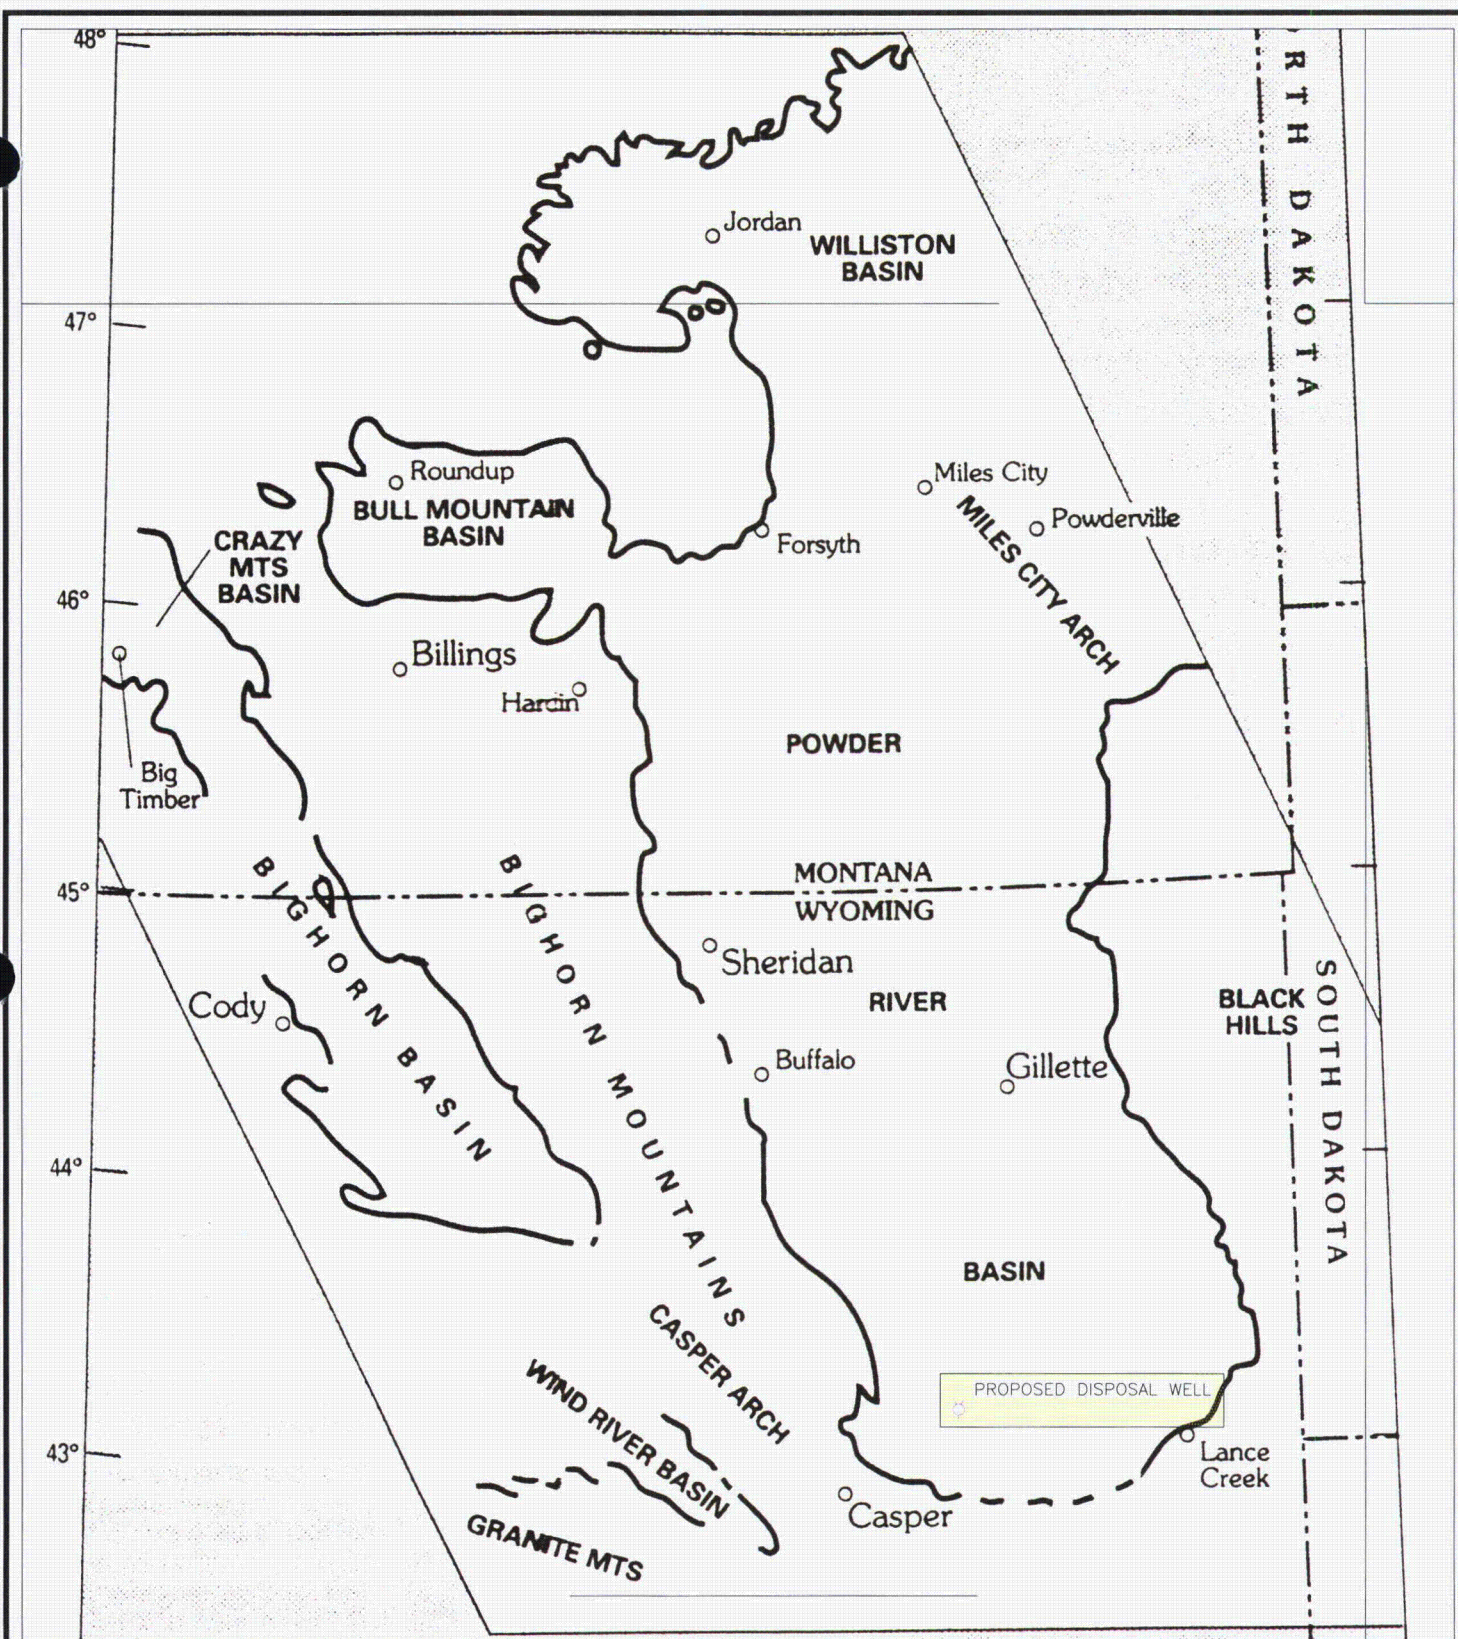 48°
ORTH DAKOTA
Jordan
WILLISTON
BASIN
47°
Roundup
BULL MOUNTAIN
BASIN
Miles City
Powderville
MILES CITY ARCH
Forsyth
CRAZY
MTS
BASIN
46°
Billings
Hardin
Big
Timber
POWDER
45°
MONTANA
WYOMING
BIGHORN BASIN
BIGHORN MOUNTAINS
Sheridan
RIVER
BLACK
HILLS
SOUTH DAKOTA
Cody
Buffalo
Gillette
44°
BASIN
CASPER ARCH
WIND RIVER BASIN
PROPOSED DISPOSAL WELL
43°
Lance
Creek
Casper
GRANITE MTS